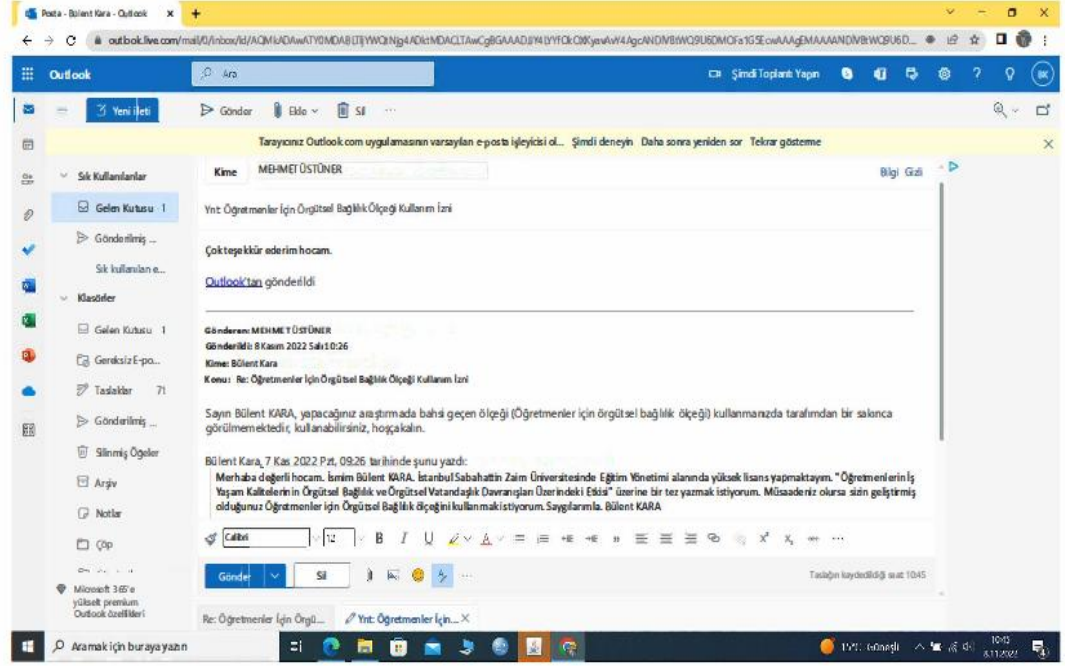 Posta - Bülent Kara - Outlook
Outlook
Ara
Şimdi Toplantı Yapın
BK
Yeni ileti
Gönder
Ekle
Sil
Tarayıcınız Outlook.com uygulamasının varsayılan e-posta işleyicisi ol... Şimdi deneyin Daha sonra yeniden sor Tekrar gösterme
Sık Kullanılanlar
Gelen Kutusu 1
Gönderilmiş ...
Sık kullanılan e...
Klasörler
Gelen Kutusu 1
Gereksiz E-po...
Taslaklar 71
Gönderilmiş ...
Silinmiş Öğeler
Arşiv
Notlar
Çöp
Microsoft 365'e
yükselt premium
Outlook özellikleri
Kime MEHMET ÜSTÜNER
Bilgi Gizli
Ynt: Öğretmenler İçin Örgütsel Bağlılık Ölçeği Kullanım İzni
Çok teşekkür ederim hocam.
Outlook'tan gönderildi
Gönderen: MEHMET ÜSTÜNER
Gönderildi: 8 Kasım 2022 Salı 10:26
Kime: Bülent Kara
Konu: Re: Öğretmenler İçin Örgütsel Bağlılık Ölçeği Kullanım İzni
Sayın Bülent KARA, yapacağınız araştırmada bahsi geçen ölçeği (Öğretmenler için örgütsel bağlılık ölçeği) kullanmanızda tarafımdan bir sakınca
görülmemektedir, kullanabilirsiniz, hoşçakalın.
Bülent Kara, 7 Kas 2022 Pzt, 09:26 tarihinde şunu yazdı:
Merhaba değerli hocam. İsmim Bülent KARA. İstanbul Sabahattin Zaim Üniversitesinde Eğitim Yönetimi alanında yüksek lisans yapmaktayım. "Öğretmenlerin İş
Yaşam Kalitelerinin Örgütsel Bağlılık ve Örgütsel Vatandaşlık Davranışları Üzerindeki Etkisi" üzerine bir tez yazmak istiyorum. Müsaadeniz olursa sizin geliştirmiş
olduğunuz Öğretmenler için Örgütsel Bağlılık ölçeğini kullanmak istiyorum. Saygılarımla. Bülent KARA
Calibri 12 B I U
Gönder Sil
Taslağın kaydedildiği saat 10:45
Re: Öğretmenler İçin Örgü... Ynt: Öğretmenler İçin...
Aramak için buraya yazın
15°C Güneşli
10:45
8.11.2022